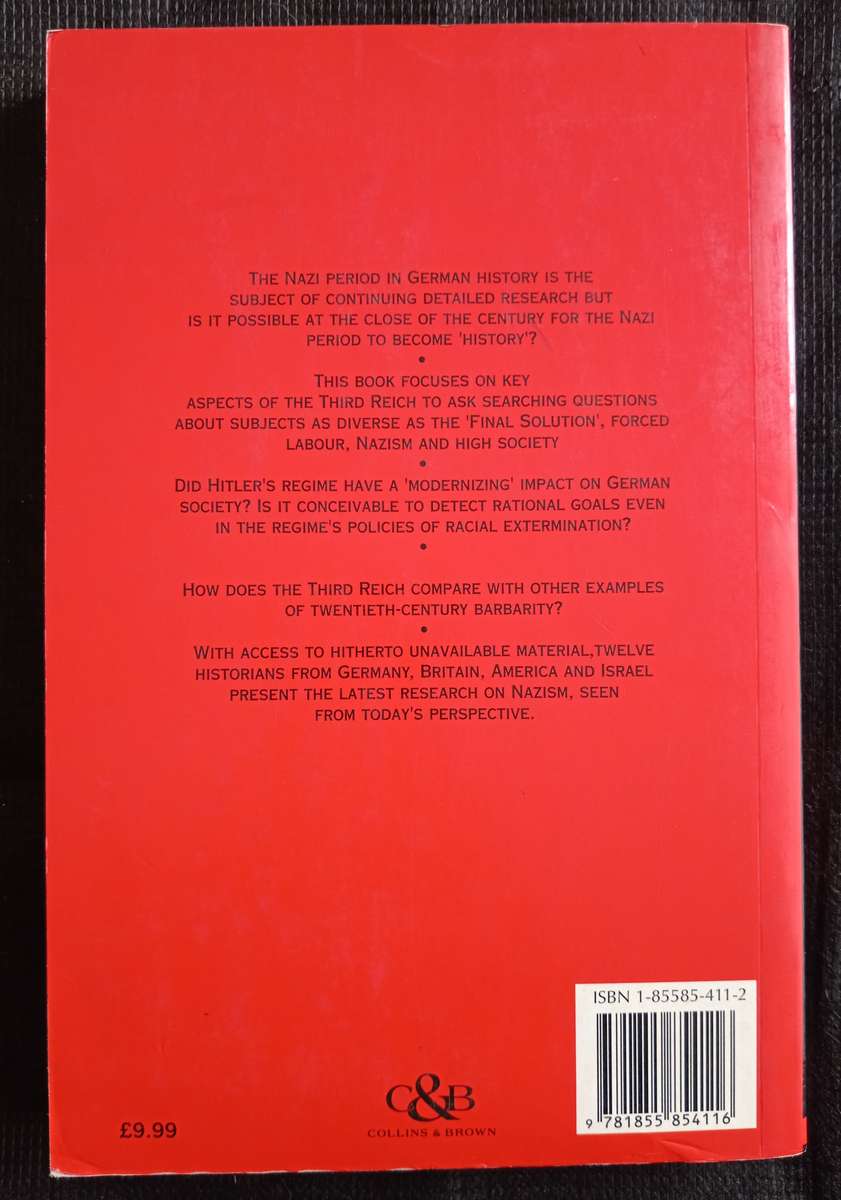 THE NAZI PERIOD IN GERMAN HISTORY IS THE
SUBJECT OF CONTINUING DETAILED RESEARCH BUT
IS IT POSSIBLE AT THE CLOSE OF THE CENTURY FOR THE NAZI
PERIOD TO BECOME 'HISTORY'?
•
THIS BOOK FOCUSES ON KEY
ASPECTS OF THE THIRD REICH TO ASK SEARCHING QUESTIONS
ABOUT SUBJECTS AS DIVERSE AS THE 'FINAL SOLUTION', FORCED
LABOUR, NAZISM AND HIGH SOCIETY
•
DID HITLER'S REGIME HAVE A 'MODERNIZING' IMPACT ON GERMAN
SOCIETY? IS IT CONCEIVABLE TO DETECT RATIONAL GOALS EVEN
IN THE REGIME'S POLICIES OF RACIAL EXTERMINATION?
•
HOW DOES THE THIRD REICH COMPARE WITH OTHER EXAMPLES
OF TWENTIETH-CENTURY BARBARITY?
•
WITH ACCESS TO HITHERTO UNAVAILABLE MATERIAL,TWELVE
HISTORIANS FROM GERMANY, BRITAIN, AMERICA AND ISRAEL
PRESENT THE LATEST RESEARCH ON NAZISM, SEEN
FROM TODAY'S PERSPECTIVE.
ISBN 1-85585-411-2
9 781855 854116
C&B
COLLINS & BROWN
£9.99